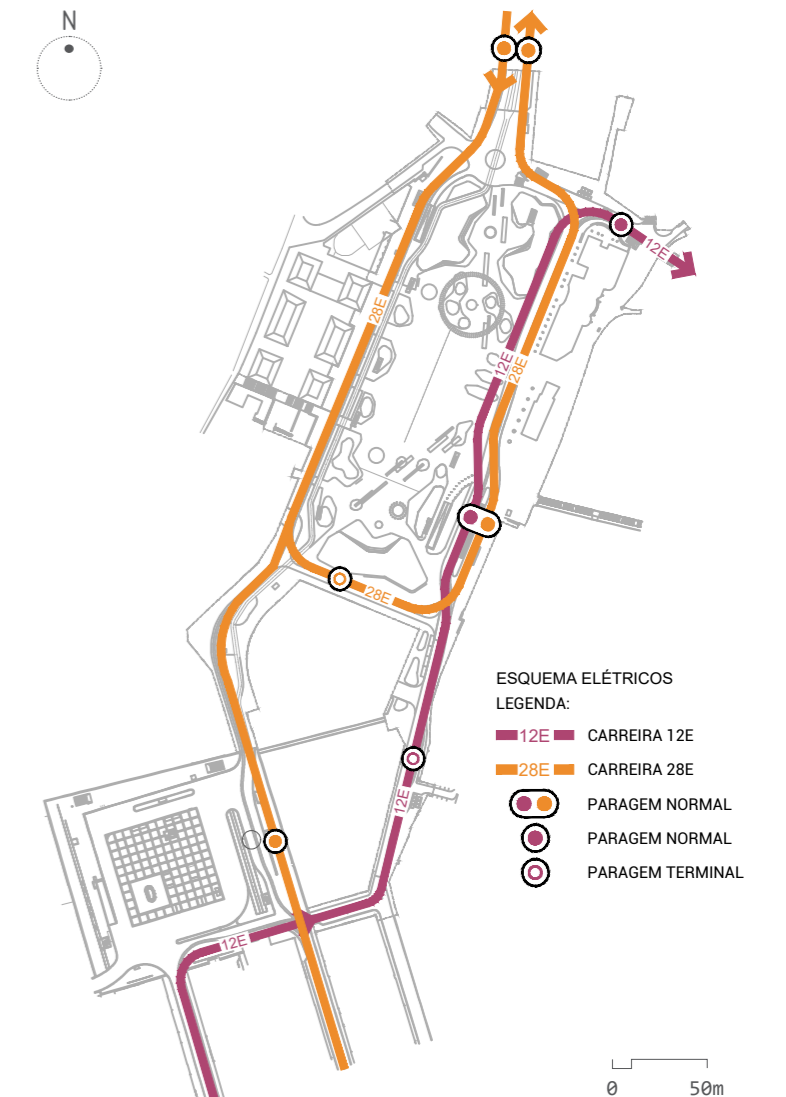 N
12E
28E
12E
28E
28E
ESQUEMA ELÉTRICOS
LEGENDA:
12E CARREIRA 12E
28E CARREIRA 28E
PARAGEM NORMAL
PARAGEM NORMAL
PARAGEM TERMINAL
12E
12E
0 50m